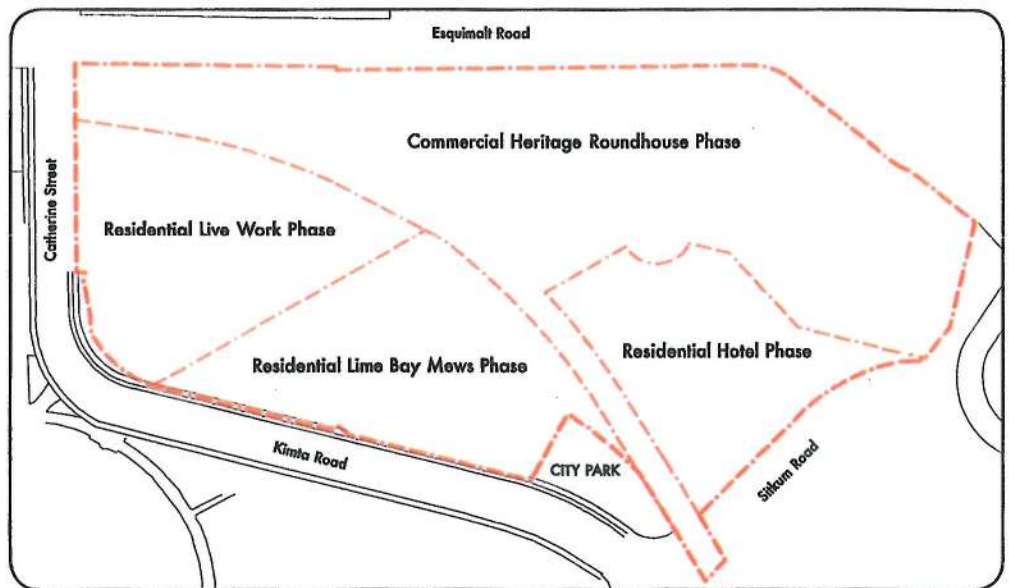 Esquimalt Road
Commercial Heritage Roundhouse Phase
Catherine Street
Residential Live Work Phase
Residential Hotel Phase
Residential Lime Bay Mews Phase
Kimta Road
CITY PARK
Sitkum Road